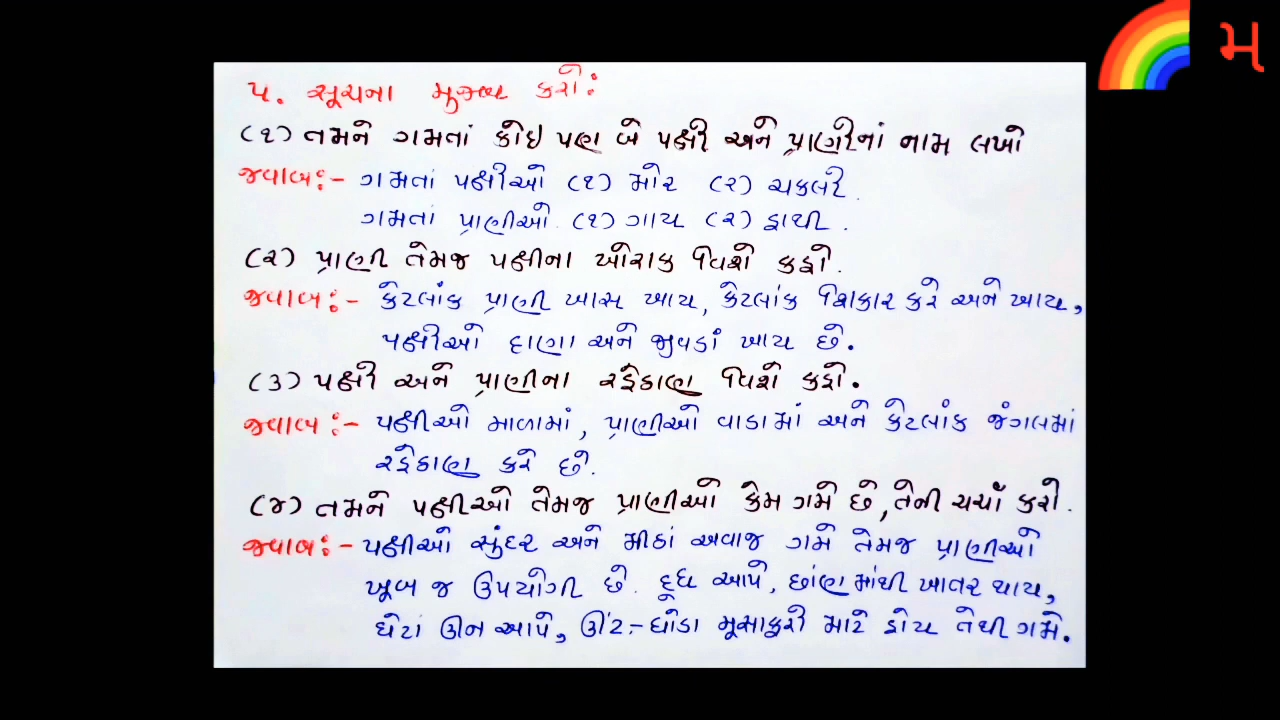 મ
૫. સૂચના મુજબ કરો:
(૧) તમને ગમતાં કોઇ પણ બે પક્ષી અને પ્રાણીનાં નામ લખો
જવાબ:- ગમતાં પક્ષીઓ (૧) મોર (૨) ચકલી.
ગમતાં પ્રાણીઓ (૧) ગાય (૨) હાથી.
(૨) પ્રાણી તેમજ પક્ષીના ખોરાક વિશે કહો.
જવાબ:- કેટલાંક પ્રાણી ઘાસ ખાય, કેટલાંક શિકાર કરે અને ખાય,
પક્ષીઓ દાણા અને જીવડાં ખાય છે.
(૩) પક્ષી અને પ્રાણીના રહેઠાણ વિશે કહો.
જવાબ:- પક્ષીઓ માળામાં, પ્રાણીઓ વાડામાં અને કેટલાંક જંગલમાં
રહેઠાણ કરે છે.
(૪) તમને પક્ષીઓ તેમજ પ્રાણીઓ કેમ ગમે છે, તેની ચર્ચા કરો.
જવાબ:- પક્ષીઓ સુંદર અને મીઠાં અવાજ ગમે તેમજ પ્રાણીઓ
ખૂબ જ ઉપયોગી છે. દૂધ આપે, છાંણ માંથી ખાતર થાય,
ઘેટાં ઊન આપે, ઊંટ-ઘોડા મૂસાફરી માટે હોય તેથી ગમે.